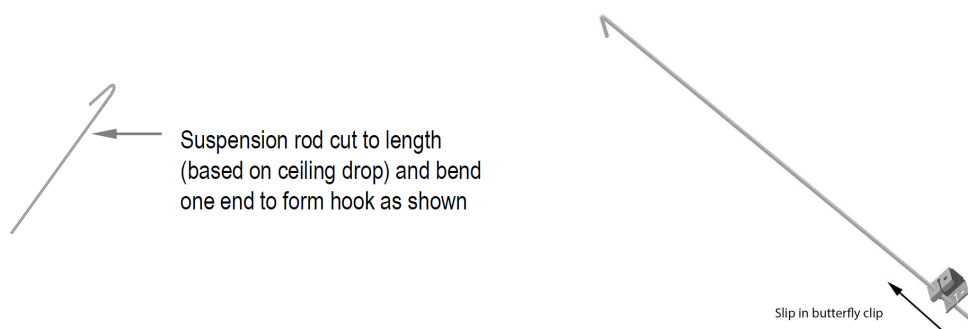 Suspension rod cut to length
(based on ceiling drop) and bend
one end to form hook as shown
Slip in butterfly clip